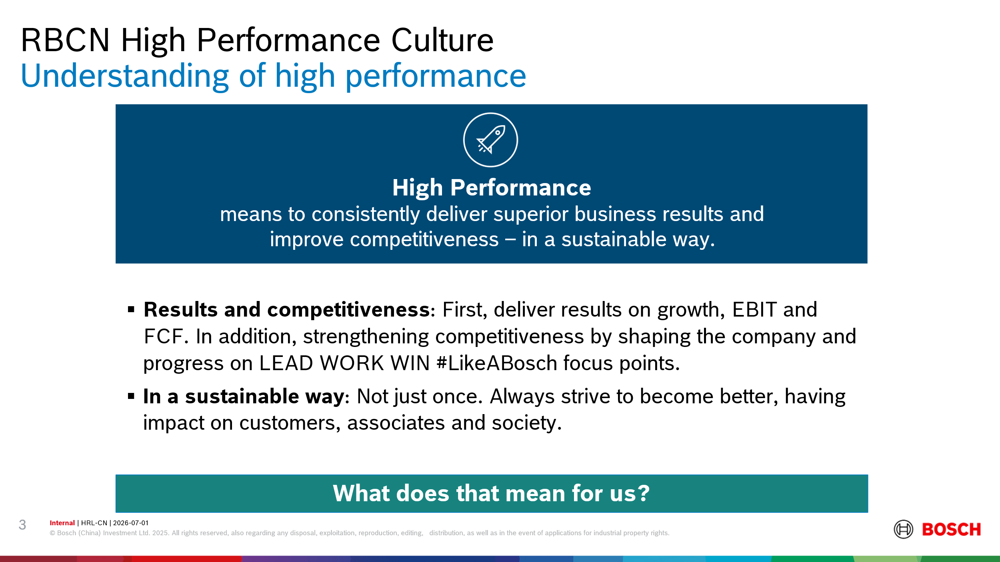 RBCN High Performance Culture
Understanding of high performance
High Performance
means to consistently deliver superior business results and
improve competitiveness – in a sustainable way.
▪ Results and competitiveness: First, deliver results on growth, EBIT and
FCF. In addition, strengthening competitiveness by shaping the company and
progress on LEAD WORK WIN #LikeABosch focus points.
▪ In a sustainable way: Not just once. Always strive to become better, having
impact on customers, associates and society.
What does that mean for us?
3
Internal | HRL-CN | 2026-07-01
© Bosch (China) Investment Ltd. 2025. All rights reserved, also regarding any disposal, exploitation, reproduction, editing, distribution, as well as in the event of applications for industrial property rights.
BOSCH